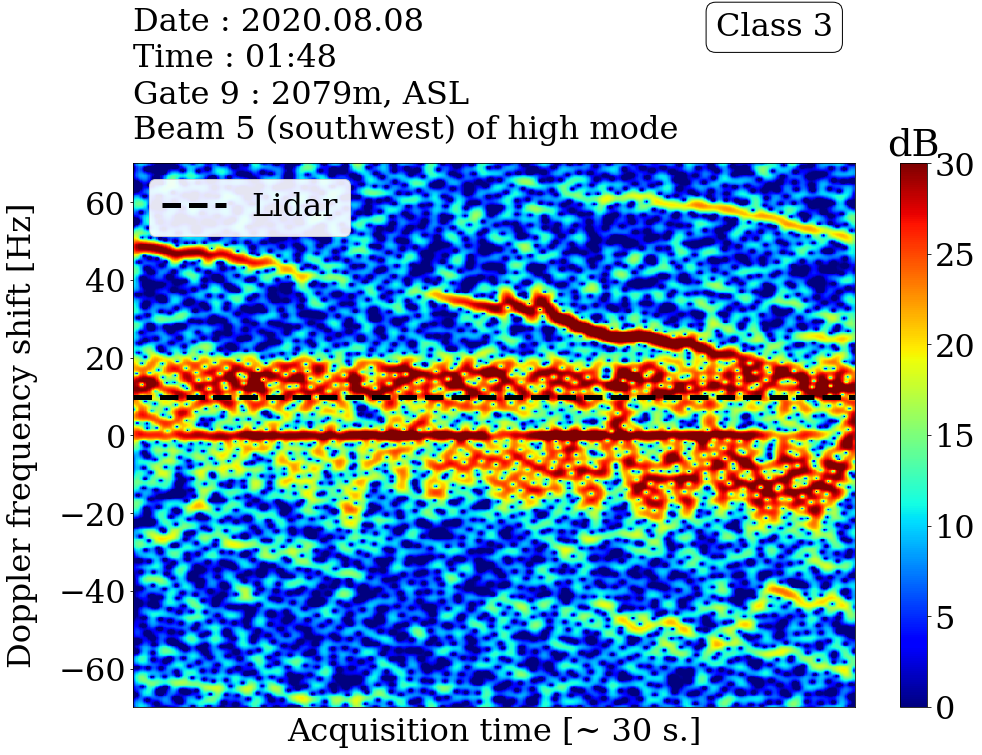 Date : 2020.08.08
Time : 01:48
Gate 9 : 2079m, ASL
Beam 5 (southwest) of high mode
Class 3
dB
Lidar
Doppler frequency shift [Hz]
60
40
20
0
−20
−40
−60
30
25
20
15
10
5
0
Acquisition time [~ 30 s.]